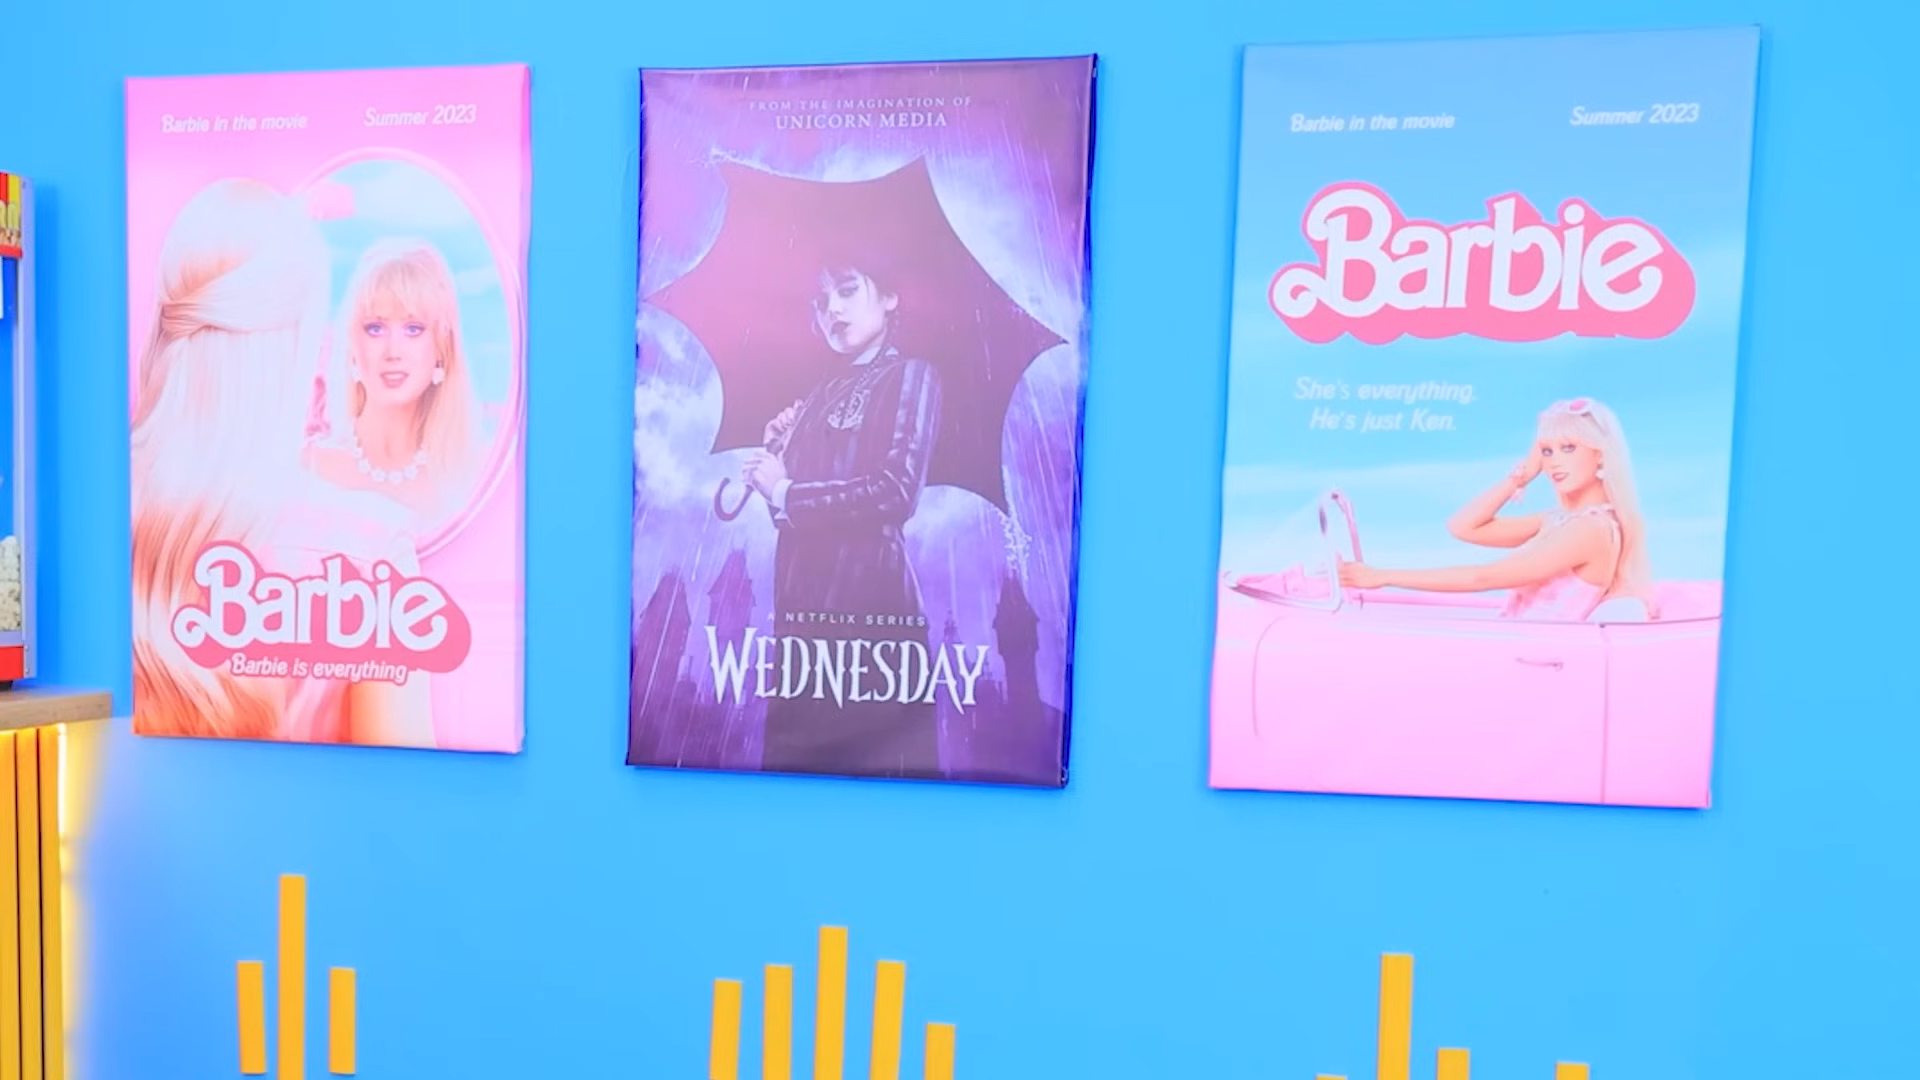 Barbie in the movie
Summer 2023
Barbie
Barbie is everything
FROM THE IMAGINATION OF
UNICORN MEDIA
A NETFLIX SERIES
WEDNESDAY
Barbie in the movie
Summer 2023
Barbie
She's everything.
He's just Ken.